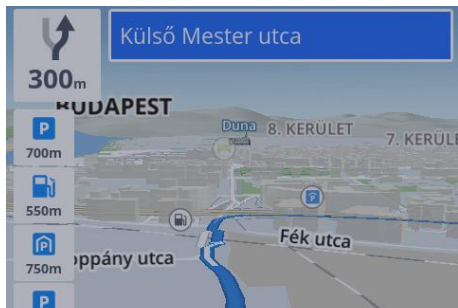 Külső Mester utca
300m
BUDAPEST
Duna
8. KERÜLET
7. KERÜL
P
700m
550m
P
Fék utca
oppány utca
P
750m
P